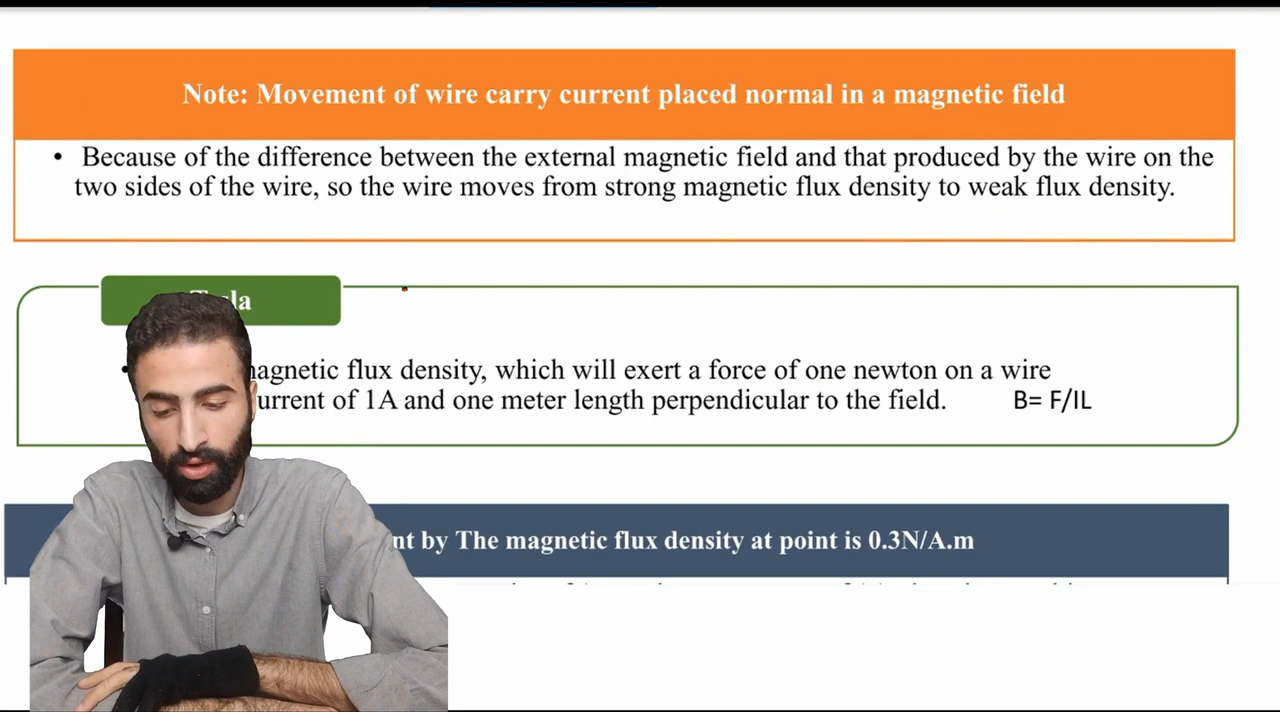 Note: Movement of wire carry current placed normal in a magnetic field
• Because of the difference between the external magnetic field and that produced by the wire on the
two sides of the wire, so the wire moves from strong magnetic flux density to weak flux density.
magnetic flux density, which will exert a force of one newton on a wire
current of 1A and one meter length perpendicular to the field. B= F/IL
by The magnetic flux density at point is 0.3N/A.m